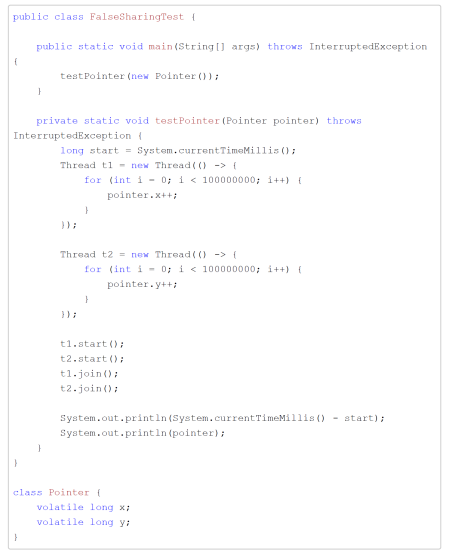 public class FalseSharingTest {
public static void main(String[] args) throws InterruptedException
{
testPointer(new Pointer());
}
private static void testPointer(Pointer pointer) throws
InterruptedException {
long start = System.currentTimeMillis();
Thread t1 = new Thread(() -> {
for (int i = 0; i < 100000000; i++) {
pointer.x++;
}
});
Thread t2 = new Thread(() -> {
for (int i = 0; i < 100000000; i++) {
pointer.y++;
}
});
t1.start();
t2.start();
t1.join();
t2.join();
System.out.println(System.currentTimeMillis() - start);
System.out.println(pointer);
}
}
class Pointer {
volatile long x;
volatile long y;
}